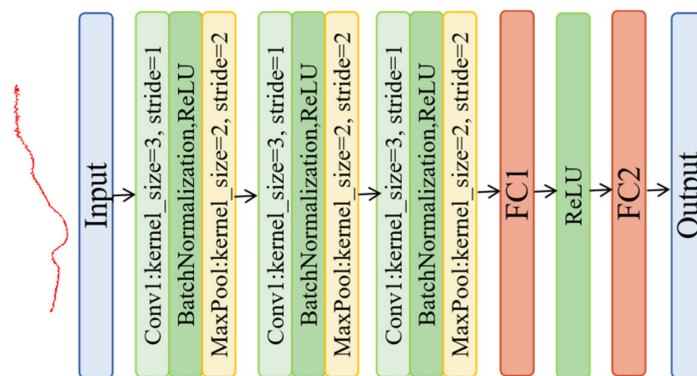 Input
Conv1:kernel_size=3, stride=1
BatchNormalization,ReLU
MaxPool:kernel_size=2, stride=2
Conv1:kernel_size=3, stride=1
BatchNormalization,ReLU
MaxPool:kernel_size=2, stride=2
Conv1:kernel_size=3, stride=1
BatchNormalization,ReLU
MaxPool:kernel_size=2, stride=2
FC1
ReLU
FC2
Output